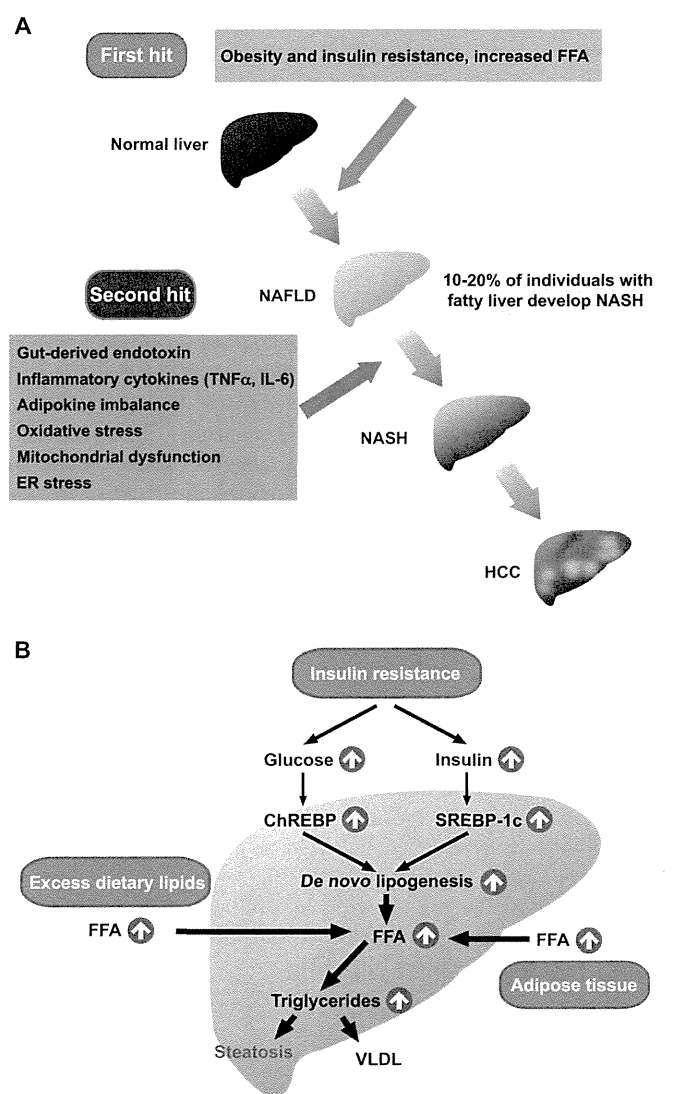 A
First hit
Obesity and insulin resistance, increased FFA
Normal liver
Second hit
NAFLD
10-20% of individuals with
fatty liver develop NASH
Gut-derived endotoxin
Inflammatory cytokines (TNFα, IL-6)
Adipokine imbalance
Oxidative stress
Mitochondrial dysfunction
ER stress
NASH
HCC
B
Insulin resistance
Glucose
Insulin
ChREBP
SREBP-1c
De novo lipogenesis
Excess dietary lipids
FFA
FFA
FFA
Adipose tissue
Triglycerides
Steatosis
VLDL